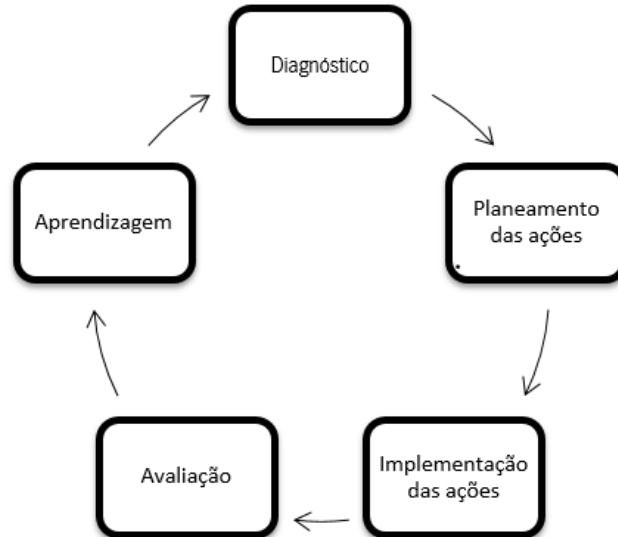 Diagnóstico
Planeamento
das ações
Implementação
das ações
Avaliação
Aprendizagem